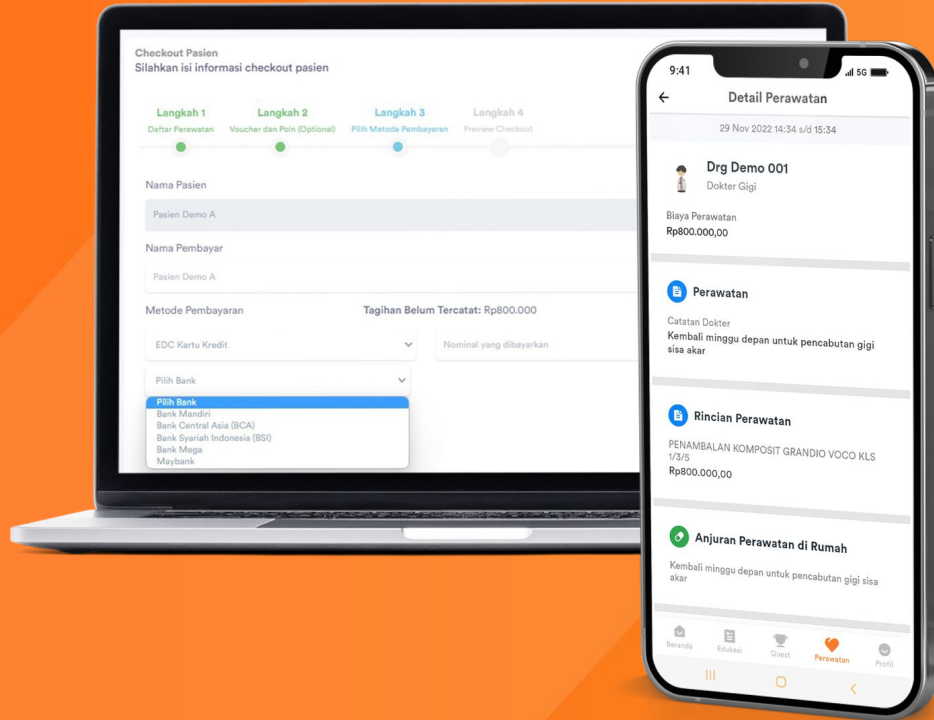 Checkout Pasien
Silahkan isi informasi checkout pasien
Langkah 1
Langkah 2
Langkah 3
Langkah 4
Daftar Perawatan
Voucher dan Poin (Optional)
Pilih Metode Pembayaran
Preview Checkout
Nama Pasien
Pasien Demo A
Nama Pembayar
Pasien Demo A
Metode Pembayaran
Tagihan Belum Tercatat: Rp800.000
EDC Kartu Kredit
Nominal yang dibayarkan
Pilih Bank
Pilih Bank
Bank Mandiri
Bank Central Asia (BCA)
Bank Syariah Indonesia (BSI)
Bank Mega
Maybank
9:41
5G
Detail Perawatan
29 Nov 2022 14:34 s/d 15:34
Drg Demo 001
Dokter Gigi
Biaya Perawatan
Rp800.000,00
Perawatan
Catatan Dokter
Kembali minggu depan untuk pencabutan gigi
sisa akar
Rincian Perawatan
PENAMBALAN KOMPOSIT GRANDIO VOCO KLS
1/3/5
Rp800.000,00
Anjuran Perawatan di Rumah
Kembali minggu depan untuk pencabutan gigi sisa
akar
Beranda
Edukasi
Quest
Perawatan
Profil